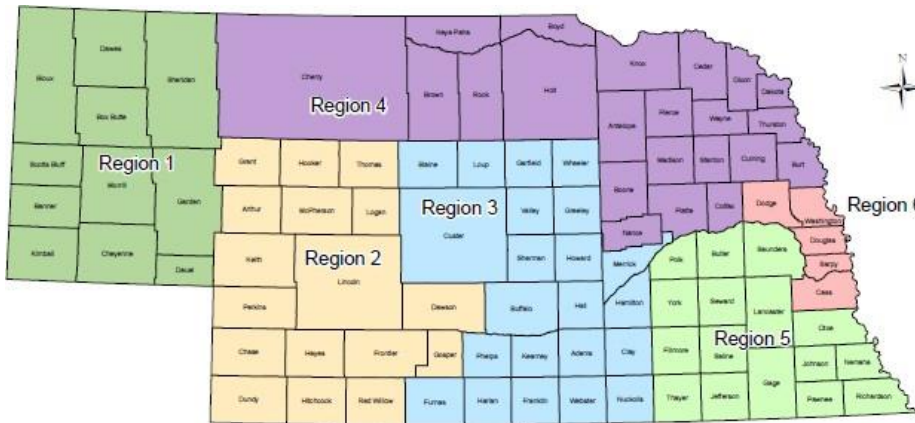 Keya Paha
Boyd
Dawes
Sioux
Sheridan
Cherry
Brown
Rock
Holt
Knox
Cedar
Dixon
Dakota
N
Region 4
Box Butte
Antelope
Pierce
Wayne
Thurston
Scotts Bluff
Region 1
Morrill
Garden
Banner
Kimball
Cheyenne
Deuel
Grant
Hooker
Thomas
Blaine
Loup
Garfield
Wheeler
Madison
Stanton
Cuming
Burt
Boone
Platte
Colfax
Dodge
Washington
Region 6
Arthur
McPherson
Logan
Region 3
Custer
Valley
Greeley
Nance
Douglas
Sarpy
Keith
Region 2
Lincoln
Sherman
Howard
Merrick
Polk
Butler
Saunders
Cass
Perkins
Dawson
Buffalo
Hall
Hamilton
York
Seward
Lancaster
Otoe
Region 5
Chase
Hayes
Frontier
Gosper
Phelps
Kearney
Adams
Clay
Saline
Johnson
Nemaha
Gage
Dundy
Hitchcock
Red Willow
Furnas
Harlan
Franklin
Webster
Nuckolls
Thayer
Jefferson
Pawnee
Richardson